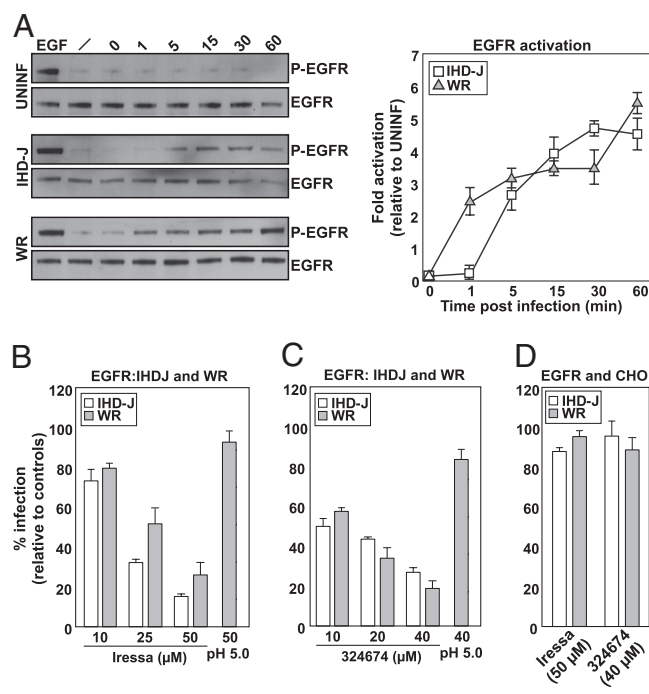 A
EGF / 0 1 5 15 30 60
UNINF
P-EGFR
EGFR
IHD-J
P-EGFR
EGFR
WR
P-EGFR
EGFR
EGFR activation
IHD-J
WR
Fold activation
(relative to UNINF)
7
6
5
4
3
2
1
0
0 1 5 15 30 60
Time post infection (min)
B
EGFR:IHDJ and WR
IHD-J
WR
% infection
(relative to controls)
120
100
80
60
40
20
0
10 25 50 50
Iressa (µM) pH 5.0
C
EGFR: IHDJ and WR
IHD-J
WR
120
100
80
60
40
20
0
10 20 40 40
324674 (µM) pH 5.0
D
EGFR and CHO
IHD-J
WR
120
100
80
60
40
20
0
Iressa
(50 µM)
324674
(40 µM)